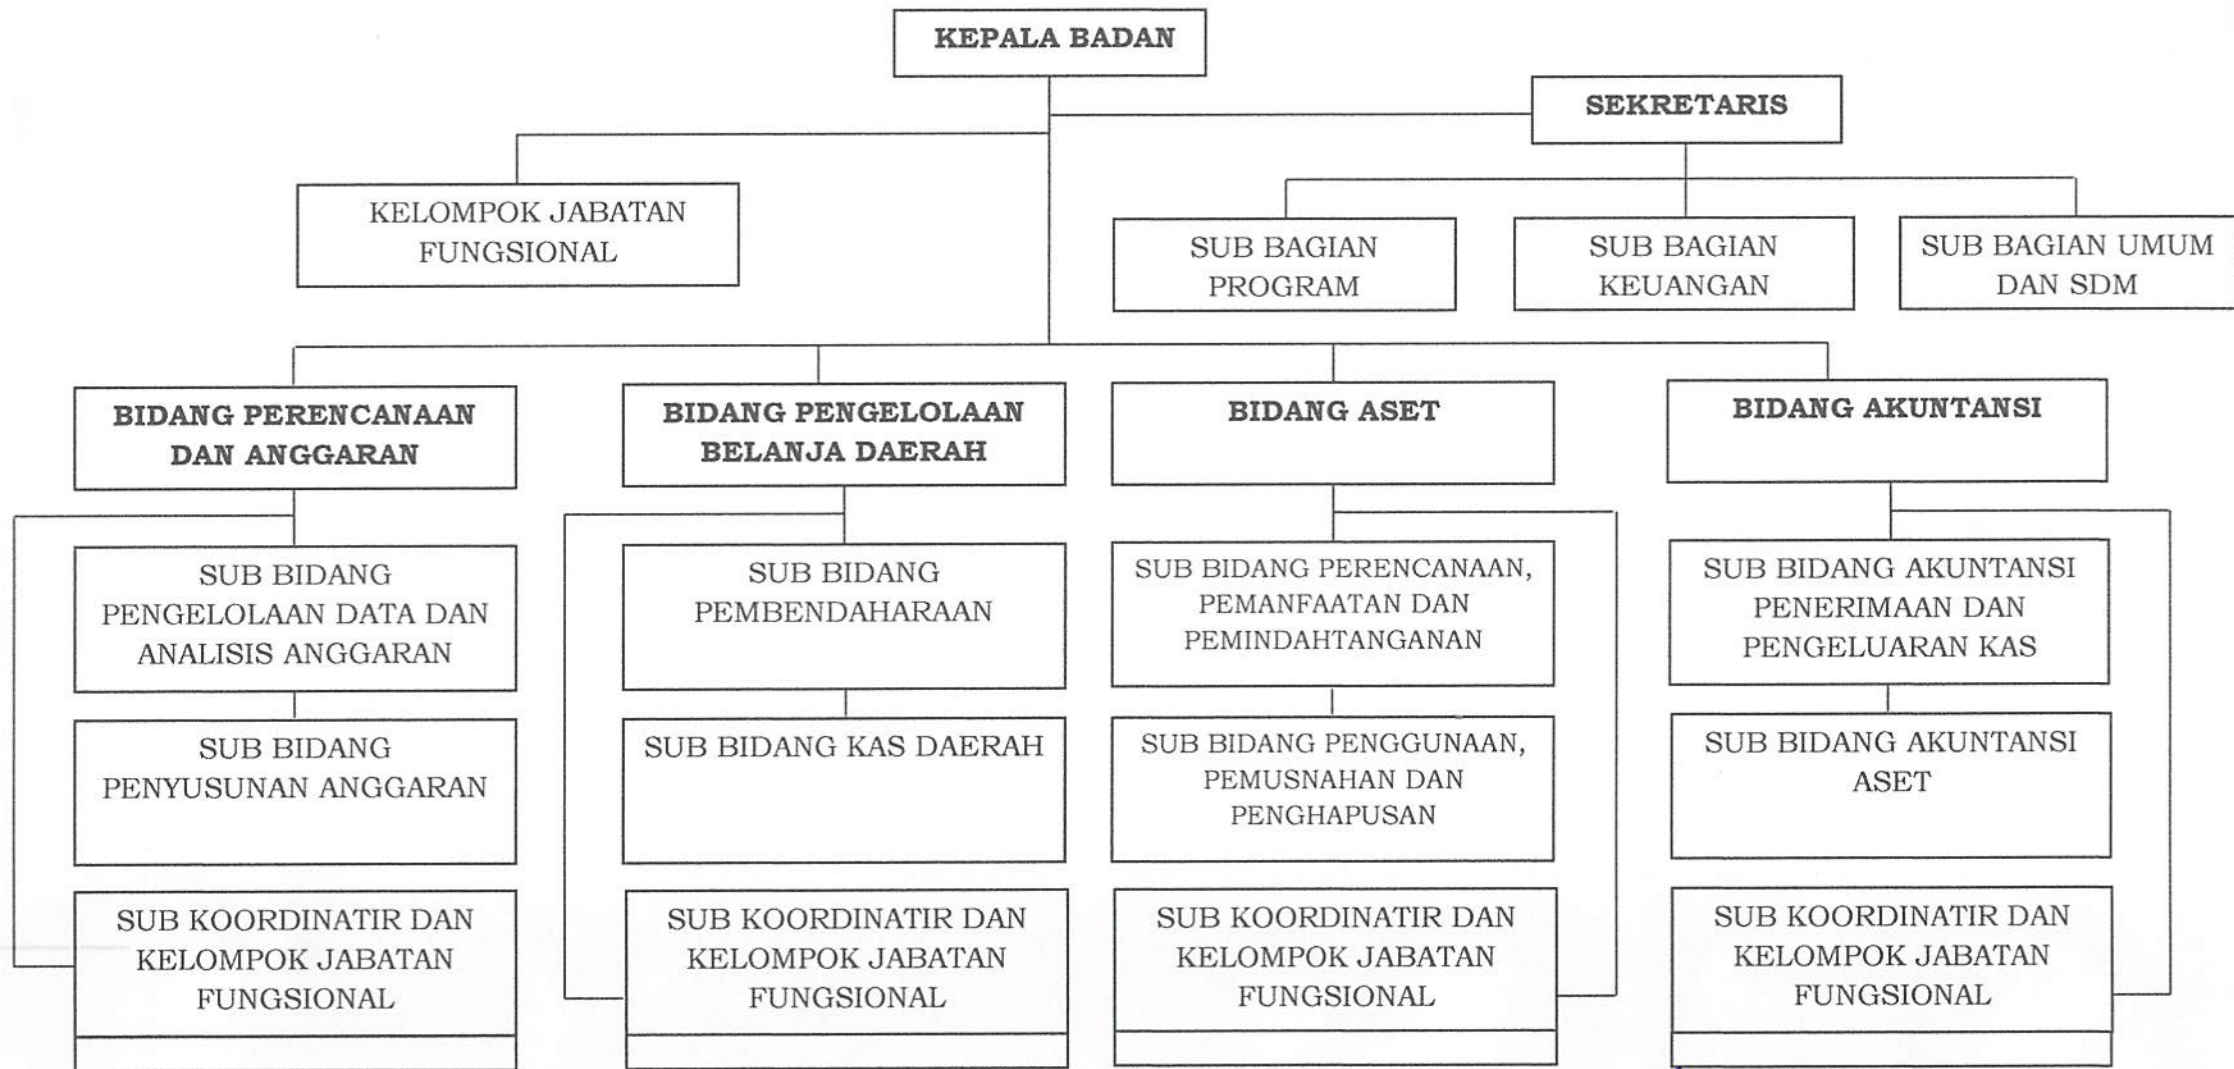 KEPALA BADAN
SEKRETARIS
KELOMPOK JABATAN
FUNGSIONAL
SUB BAGIAN
PROGRAM
SUB BAGIAN
KEUANGAN
SUB BAGIAN UMUM
DAN SDM
BIDANG PERENCANAAN
DAN ANGGARAN
BIDANG PENGELOLAAN
BELANJA DAERAH
BIDANG ASET
BIDANG AKUNTANSI
SUB BIDANG
PENGELOLAAN DATA DAN
ANALISIS ANGGARAN
SUB BIDANG
PEMBENDAHARAAN
SUB BIDANG PERENCANAAN,
PEMANFAATAN DAN
PEMINDAHTANGANAN
SUB BIDANG AKUNTANSI
PENERIMAAN DAN
PENGELUARAN KAS
SUB BIDANG
PENYUSUNAN ANGGARAN
SUB BIDANG KAS DAERAH
SUB BIDANG PENGGUNAAN,
PEMUSNAHAN DAN
PENGHAPUSAN
SUB BIDANG AKUNTANSI
ASET
SUB KOORDINATIR DAN
KELOMPOK JABATAN
FUNGSIONAL
SUB KOORDINATIR DAN
KELOMPOK JABATAN
FUNGSIONAL
SUB KOORDINATIR DAN
KELOMPOK JABATAN
FUNGSIONAL
SUB KOORDINATIR DAN
KELOMPOK JABATAN
FUNGSIONAL